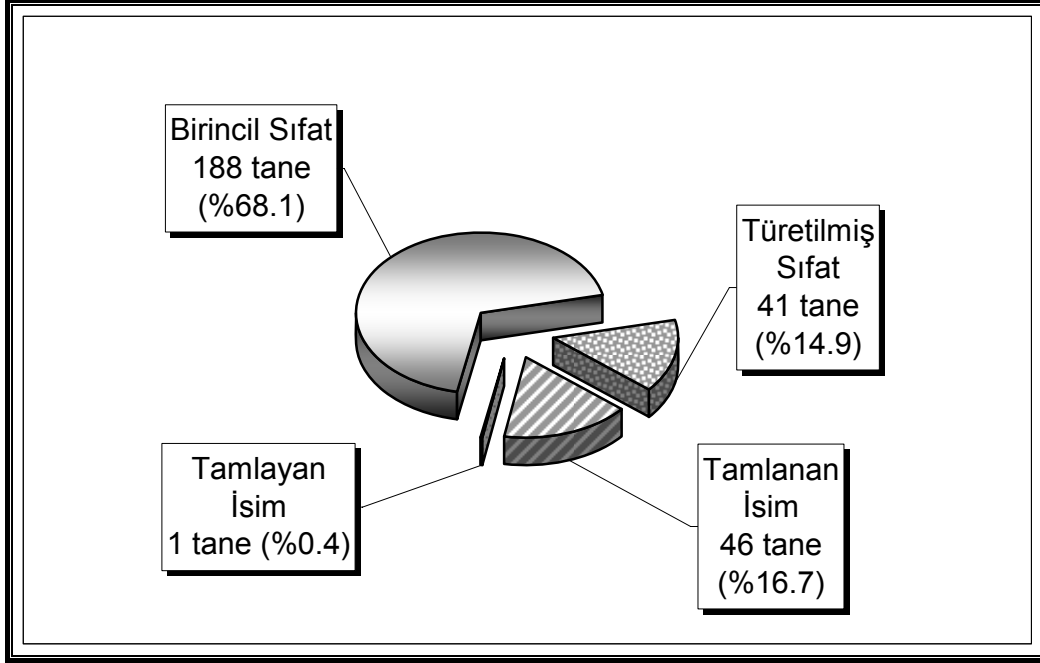 Birincil Sıfat
188 tane
(%68.1)
Türetilmiş
Sıfat
41 tane
(%14.9)
Tamlayan
İsim
1 tane (%0.4)
Tamlanan
İsim
46 tane
(%16.7)